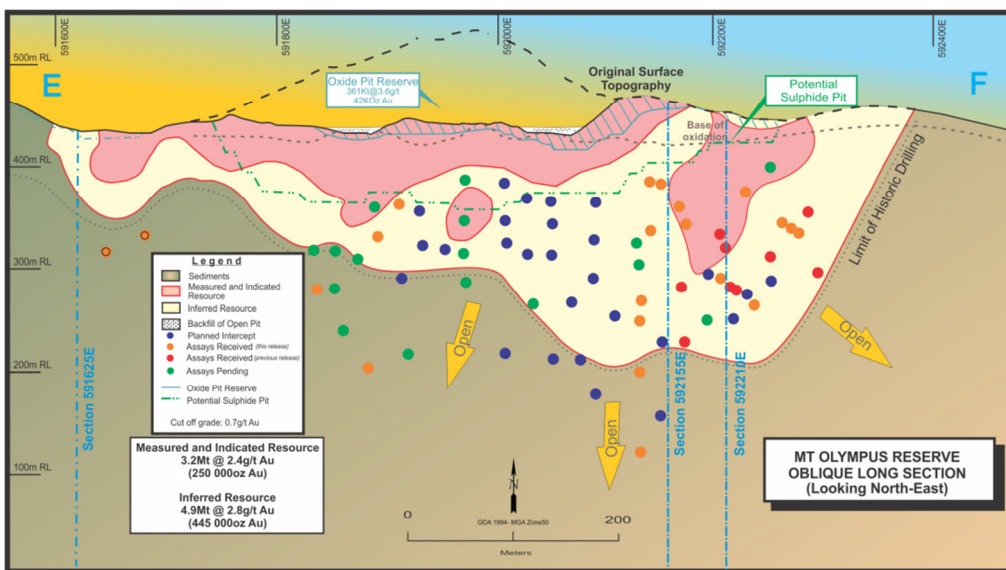 591600E
591800E
592000E
592200E
592400E
500m RL
400m RL
300m RL
200m RL
100m RL
E
F
Oxide Pit Reserve
361Kt@3.6g/t
42KOz Au
Original Surface
Topography
Potential
Sulphide Pit
Base of
oxidation
Limit of Historic Drilling
Open
Open
Open
Section 591625E
Section 592155E
Section 592210E
Legend
Sediments
Measured and Indicated
Resource
Inferred Resource
Backfill of Open Pit
Planned Intercept
Assays Received (this release)
Assays Received (previous release)
Assays Pending
Oxide Pit Reserve
Potential Sulphide Pit
Cut off grade: 0.7g/t Au
Measured and Indicated Resource
3.2Mt @ 2.4g/t Au
(250 000oz Au)
Inferred Resource
4.9Mt @ 2.8g/t Au
(445 000oz Au)
N
GDA 1994- MGA Zone50
0
200
Meters
MT OLYMPUS RESERVE
OBLIQUE LONG SECTION
(Looking North-East)